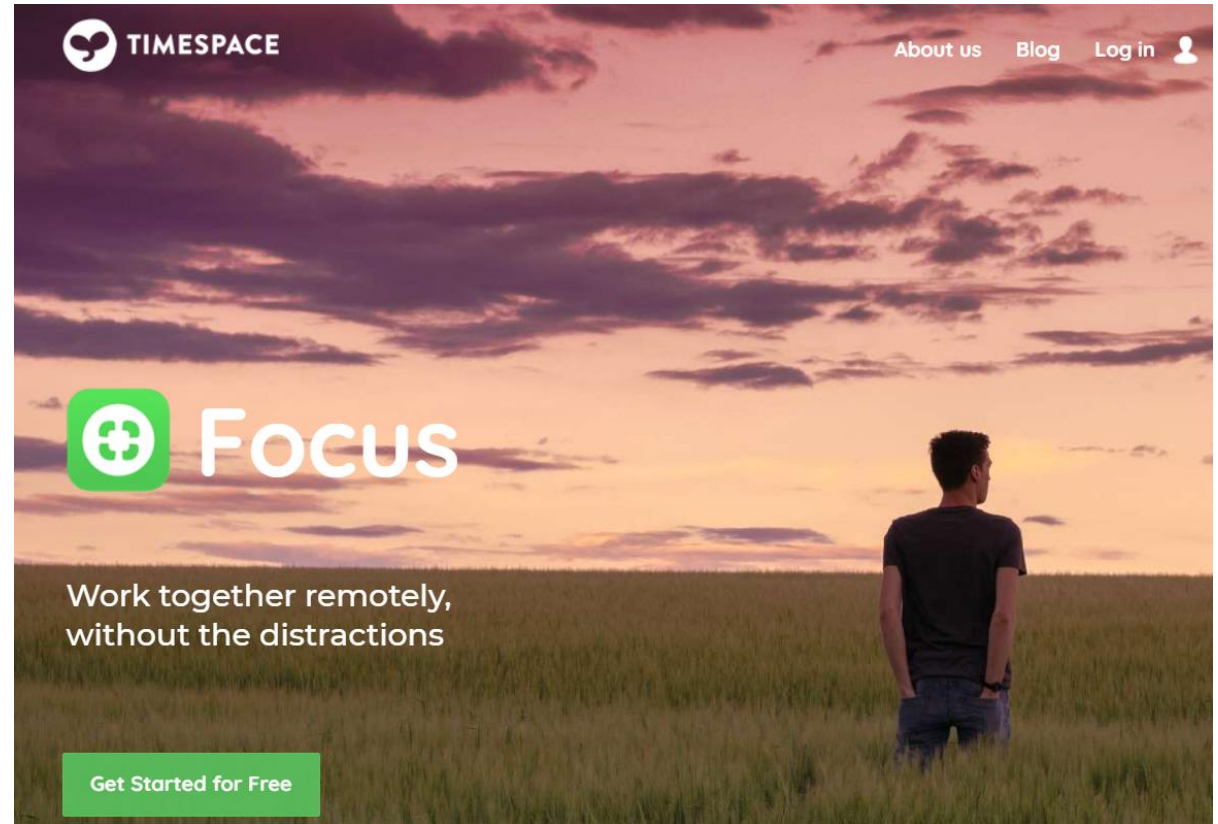 TIMESPACE
About us Blog Log in
Focus
Work together remotely,
without the distractions
Get Started for Free